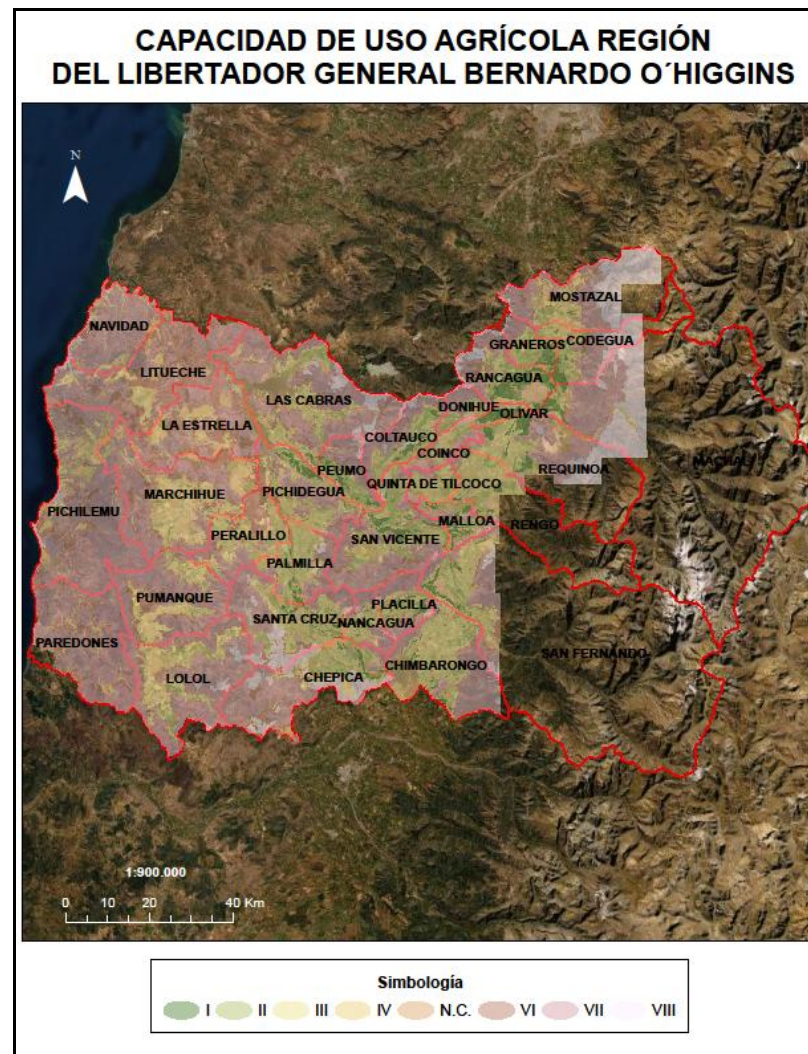 CAPACIDAD DE USO AGRÍCOLA REGIÓN
DEL LIBERTADOR GENERAL BERNARDO O´HIGGINS
N
MOSTAZAL
NAVIDAD
GRANEROS CODEGUA
LITUECHE
RANCAGUA
LAS CABRAS
DONIHUE
OLIVAR
LA ESTRELLA
COLTAUCO
COINCO
MACHALI
PEUMO
REQUINOA
QUINTA DE TILCOCO
MARCHIHUE
PICHIDEGUA
PICHILEMU
MALLOA
RENGO
PERALILLO
SAN VICENTE
PALMILLA
PUMANQUE
PLACILLA
SANTA CRUZ
NANCAGUA
PAREDONES
SAN FERNANDO
CHIMBARONGO
LOLOL
CHEPICA
1:900.000
0 10 20 40 Km
Simbología
I II III IV N.C. VI VII VIII